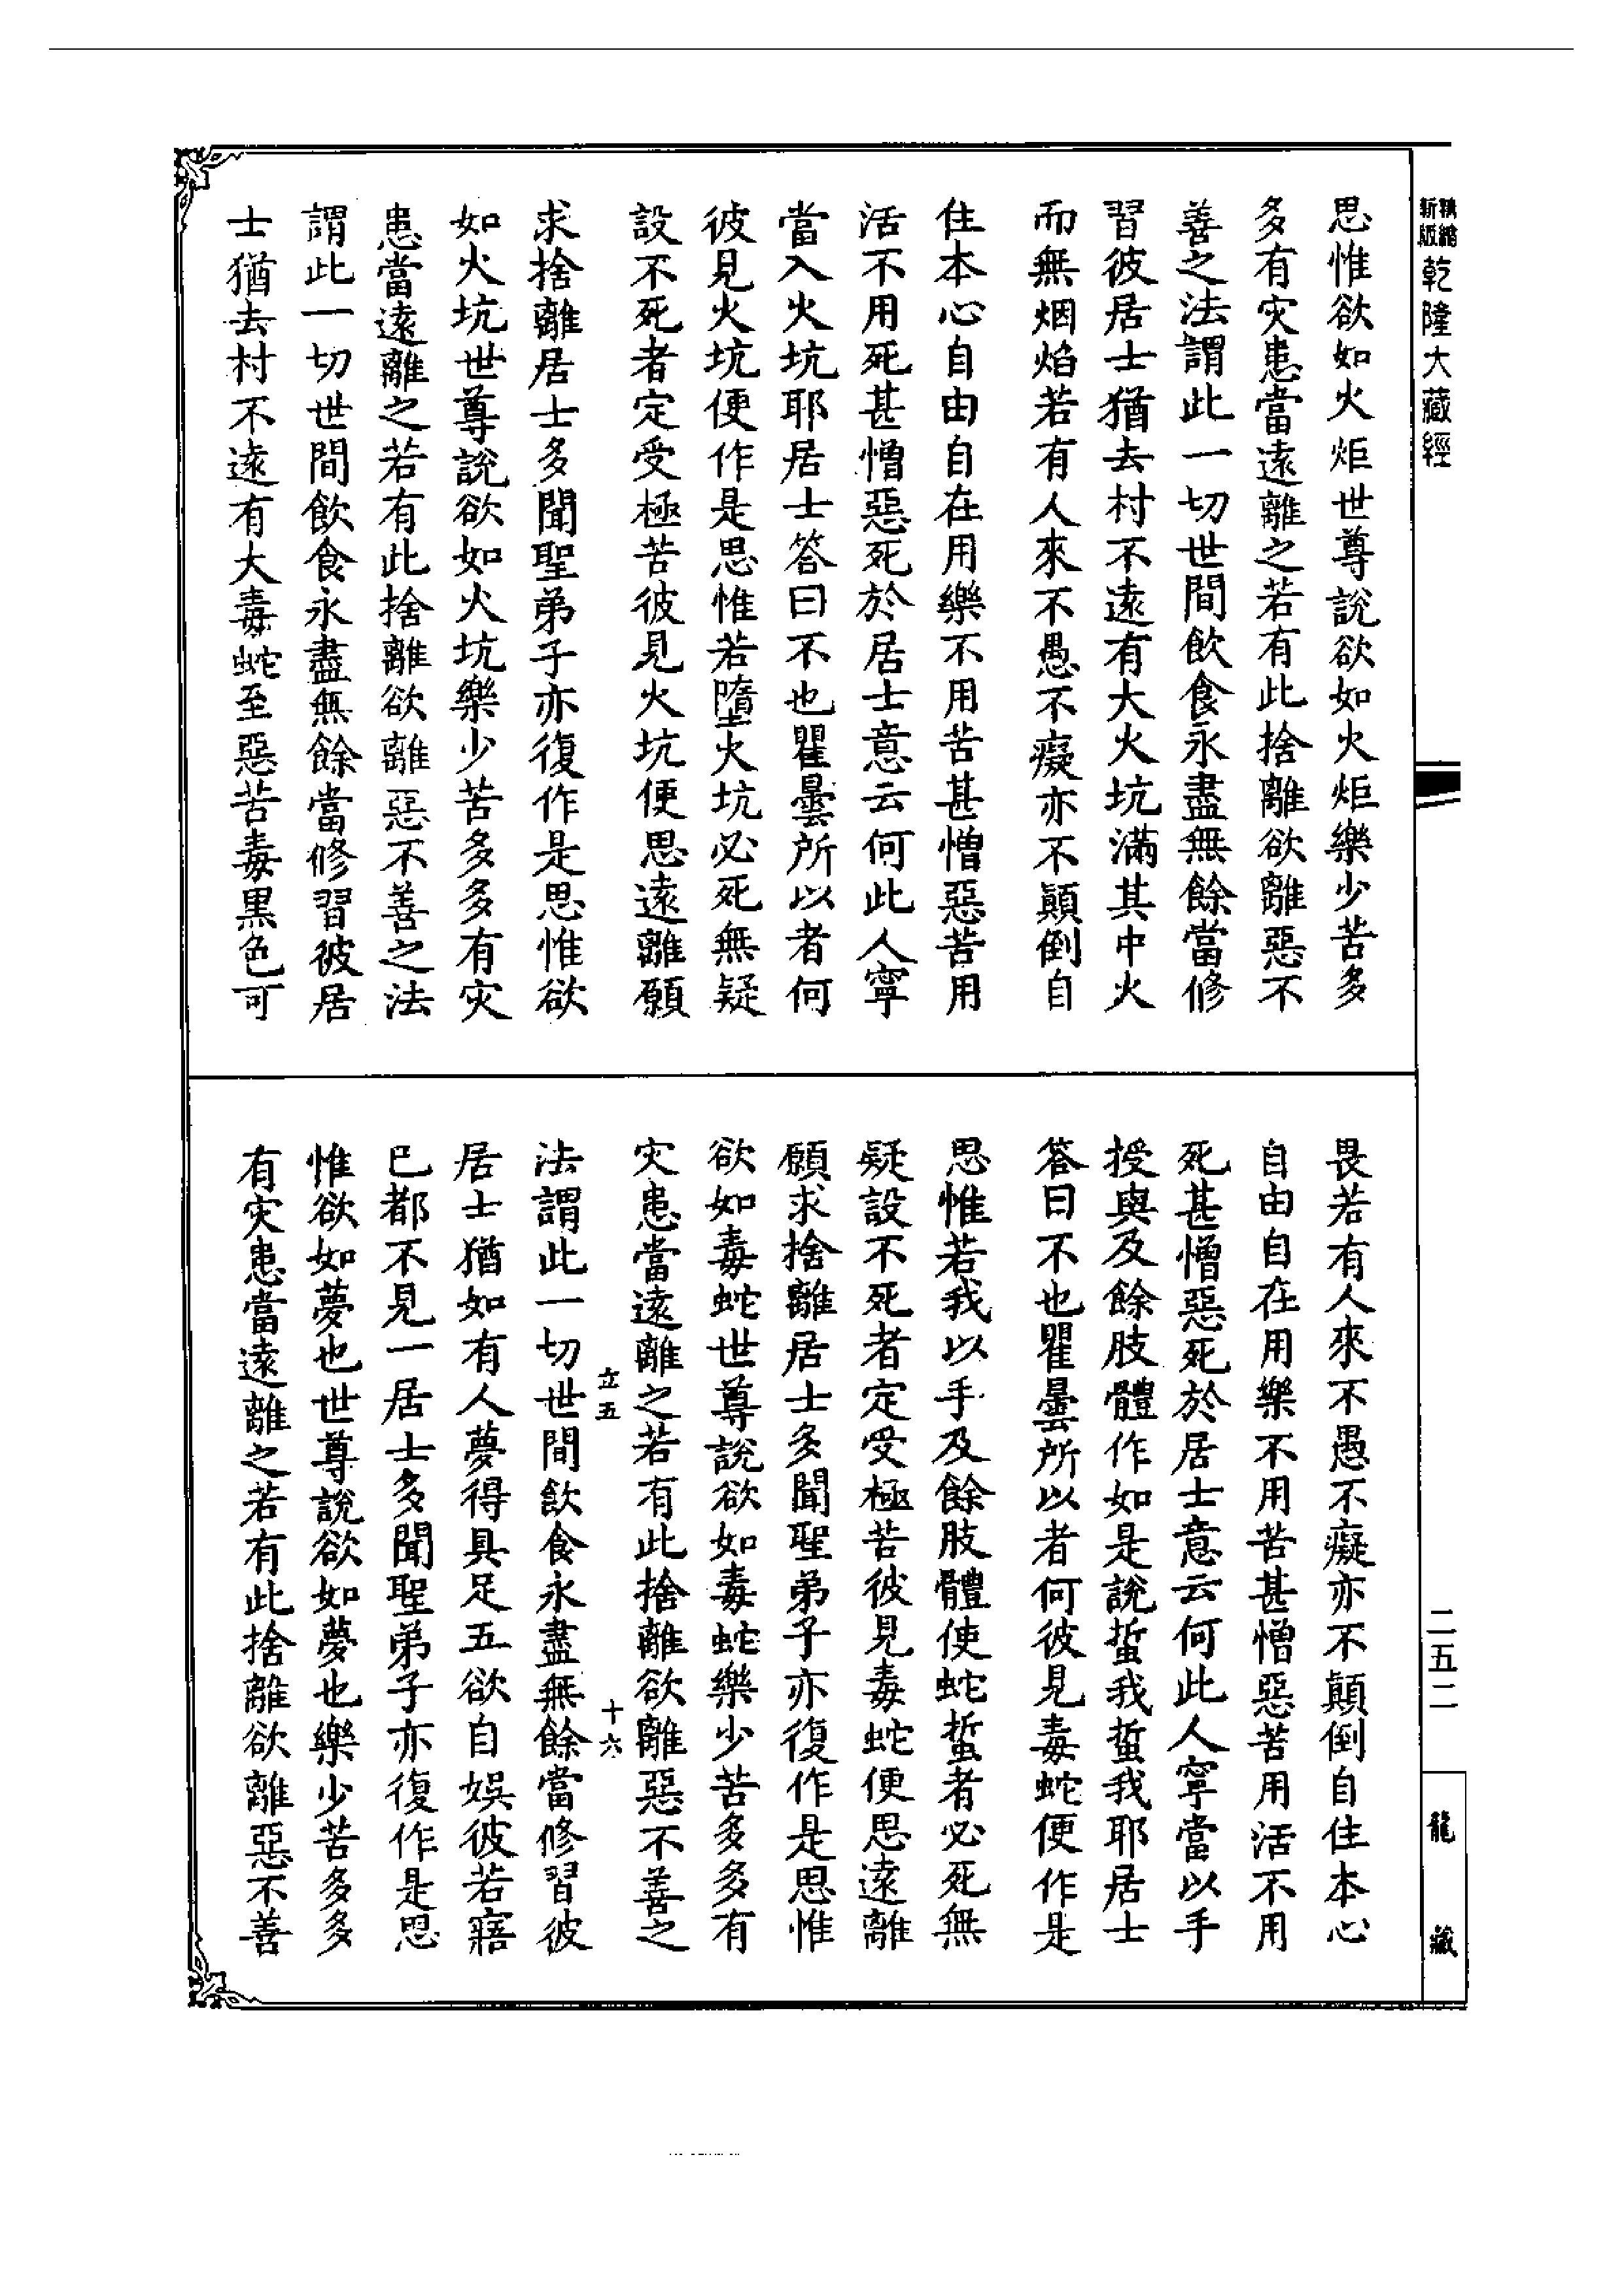 精縮新版乾隆大藏經
思惟欲如火炬世尊說欲如火炬樂少苦多
多有灾患當遠離之若有此捨離欲離惡不
善之法謂此一切世間飲食永盡無餘當修
習彼居士猶去村不遠有大火坑滿其中火
而無烟焰若有人來不愚不癡亦不顛倒自
住本心自由自在用樂不用苦甚憎惡苦用
活不用死甚憎惡死於居士意云何此人寧
當入火坑耶居士答曰不也瞿曇所以者何
彼見火坑便作是思惟若墮火坑必死無疑
設不死者定受極苦彼見火坑便思遠離願
求捨離居士多聞聖弟子亦復作是思惟欲
如火坑世尊說欲如火坑樂少苦多多有灾
患當遠離之若有此捨離欲離惡不善之法
謂此一切世間飲食永盡無餘當修習彼居
士猶去村不遠有大毒蛇至惡苦毒黑色可
畏若有人來不愚不癡亦不顛倒自住本心
自由自在用樂不用苦甚憎惡苦用活不用
死甚憎惡死於居士意云何此人寧當以手
授與及餘肢體作如是說蜇我蜇我耶居士
答曰不也瞿曇所以者何彼見毒蛇便作是
思惟若我以手及餘肢體使蛇蜇者必死無
疑設不死者定受極苦彼見毒蛇便思遠離
願求捨離居士多聞聖弟子亦復作是思惟
欲如毒蛇世尊說欲如毒蛇樂少苦多多有
灾患當遠離之若有此捨離欲離惡不善之
立五 十六
法謂此一切世間飲食永盡無餘當修習彼
居士猶如有人夢得具足五欲自娛彼若寤
已都不見一居士多聞聖弟子亦復作是思
惟欲如夢也世尊說欲如夢也樂少苦多多
有灾患當遠離之若有此捨離欲離惡不善
二五二
龍藏